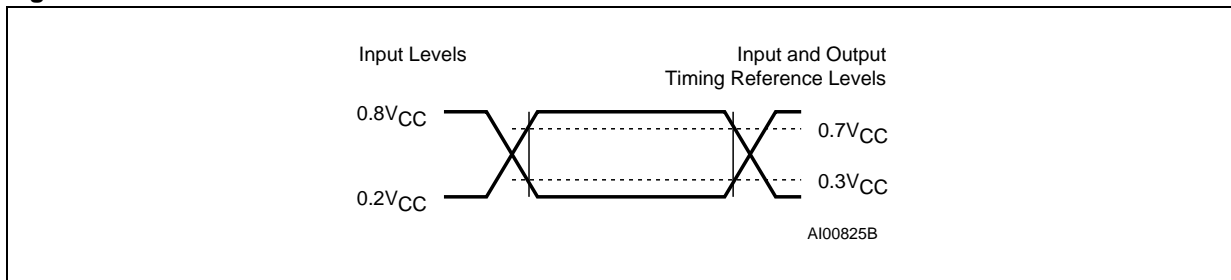 Input Levels
Input and Output
Timing Reference Levels
0.8VCC
0.7VCC
0.3VCC
0.2VCC
AI00825B